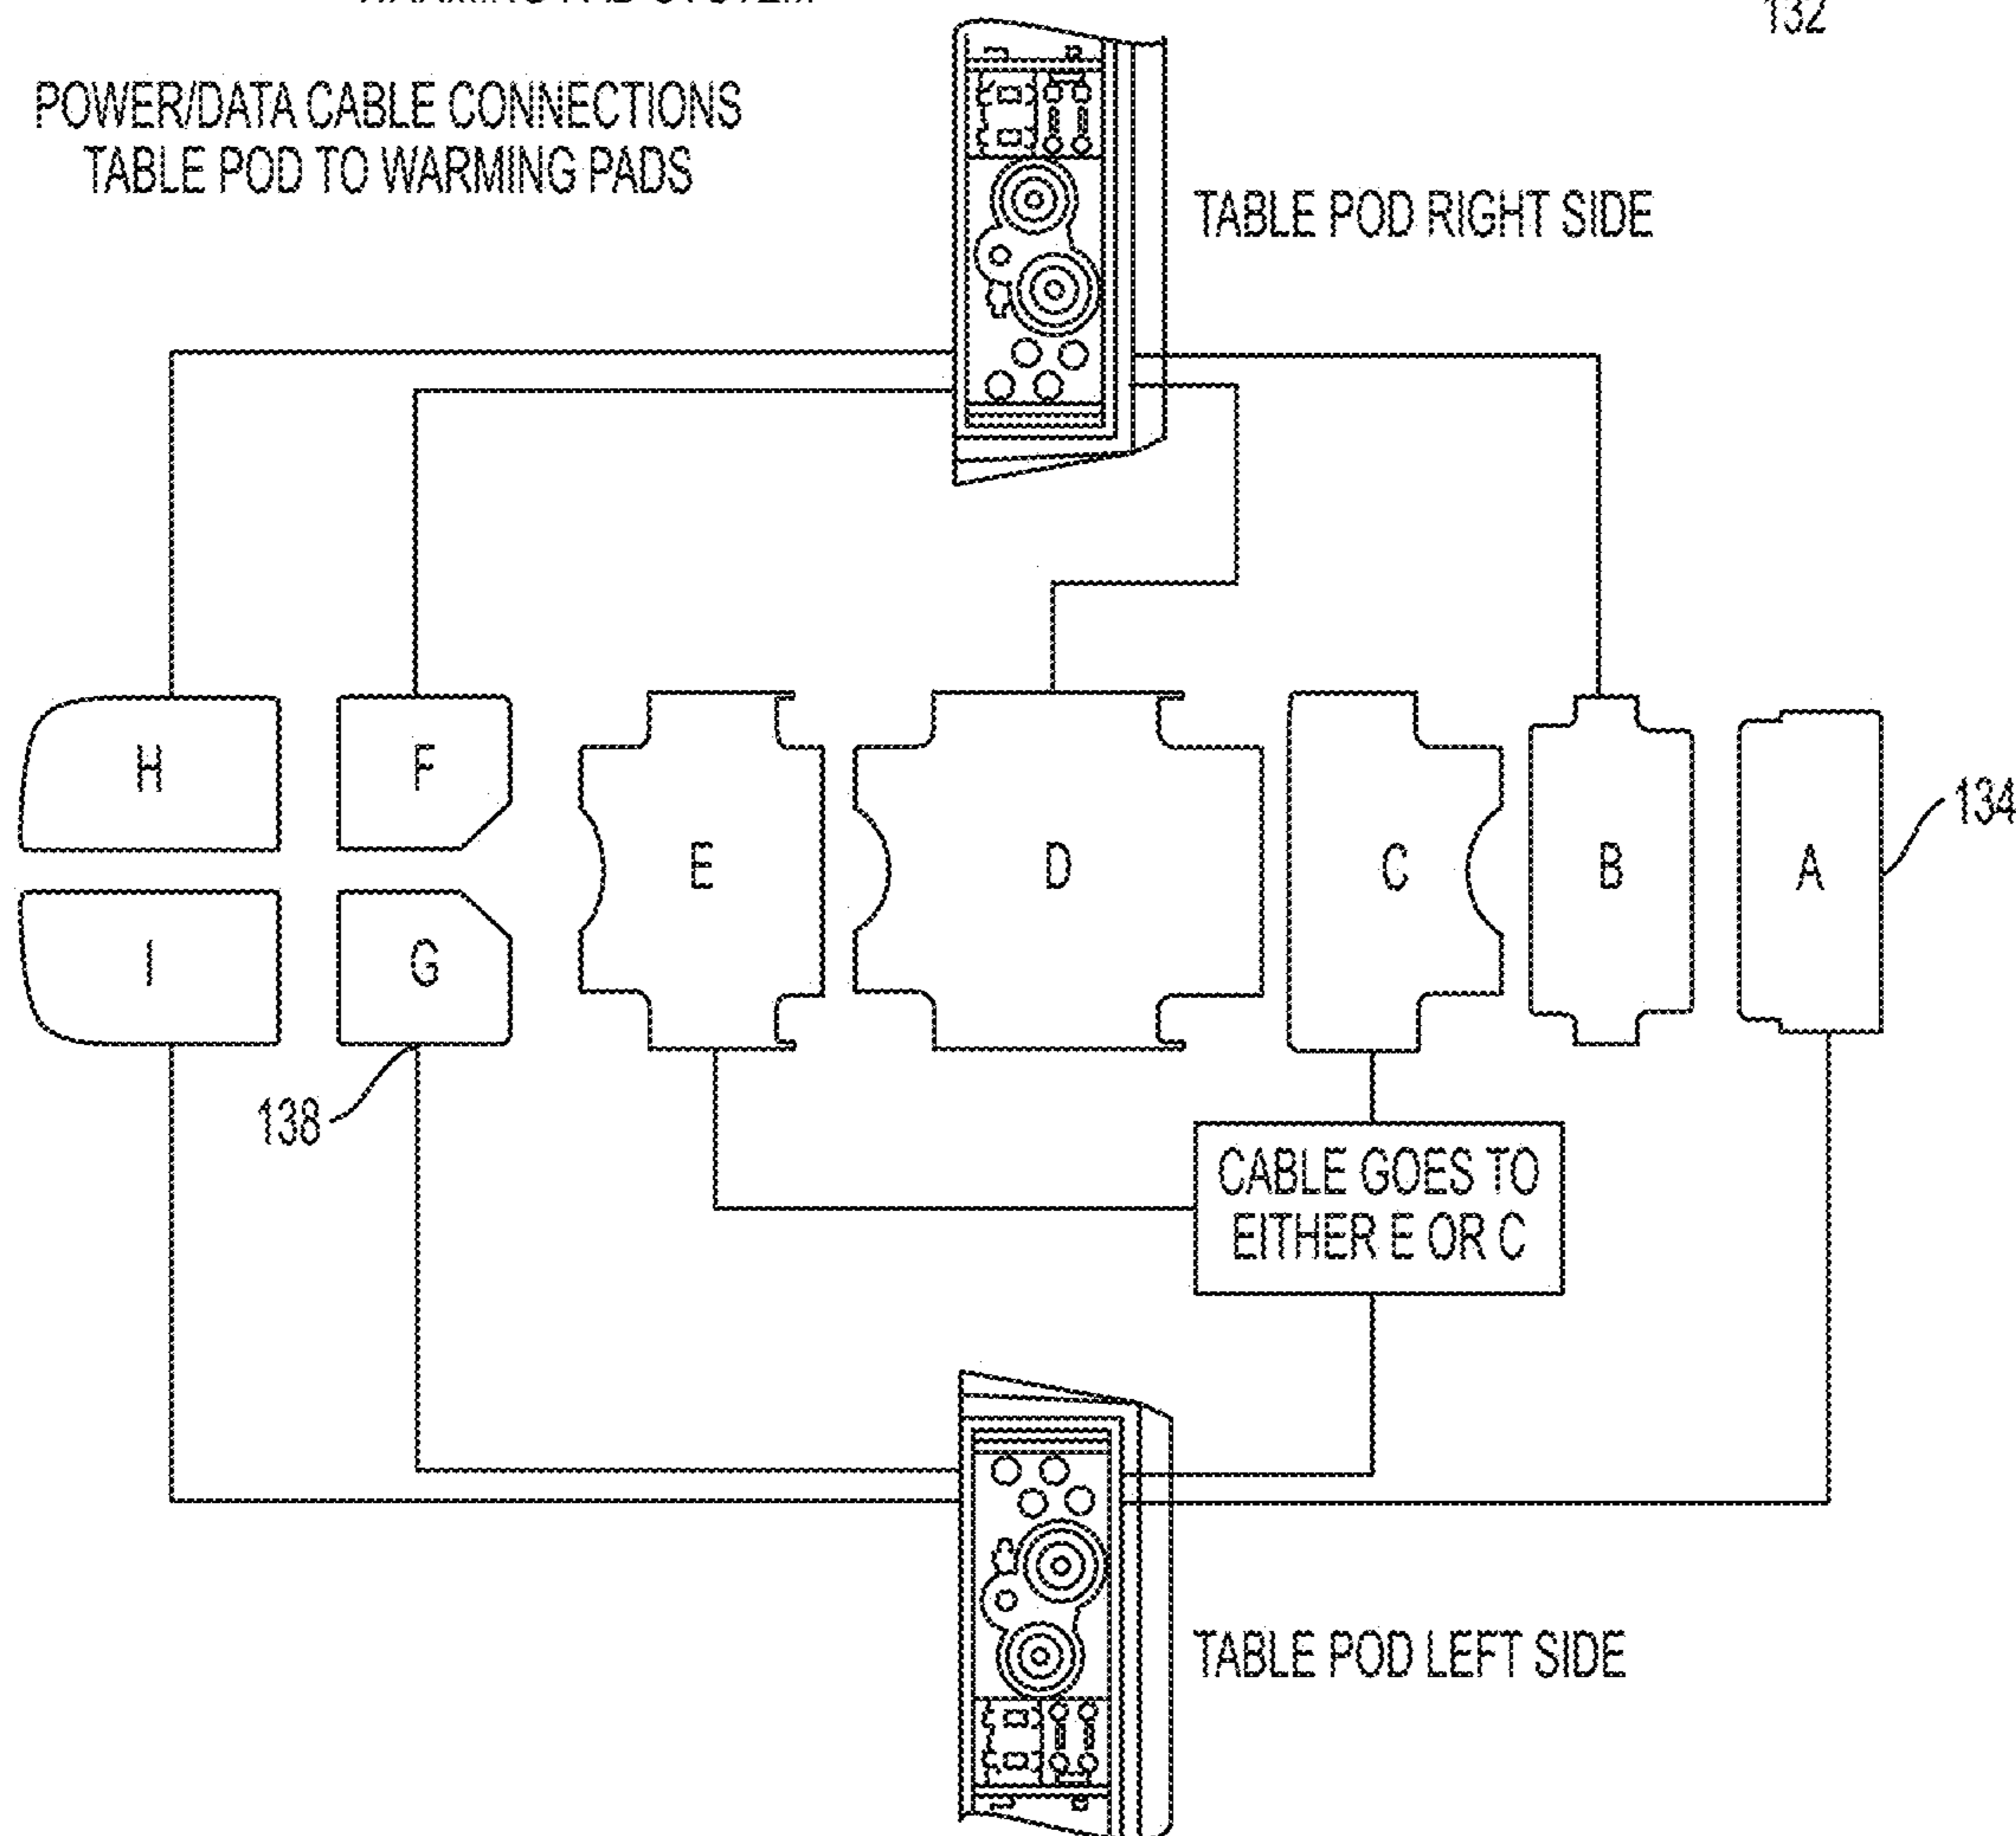 132
POWER/DATA CABLE CONNECTIONS
TABLE POD TO WARMING PADS
TABLE POD RIGHT SIDE
H
F
E
D
C
B
A
134
I
G
138
CABLE GOES TO
EITHER E OR C
TABLE POD LEFT SIDE